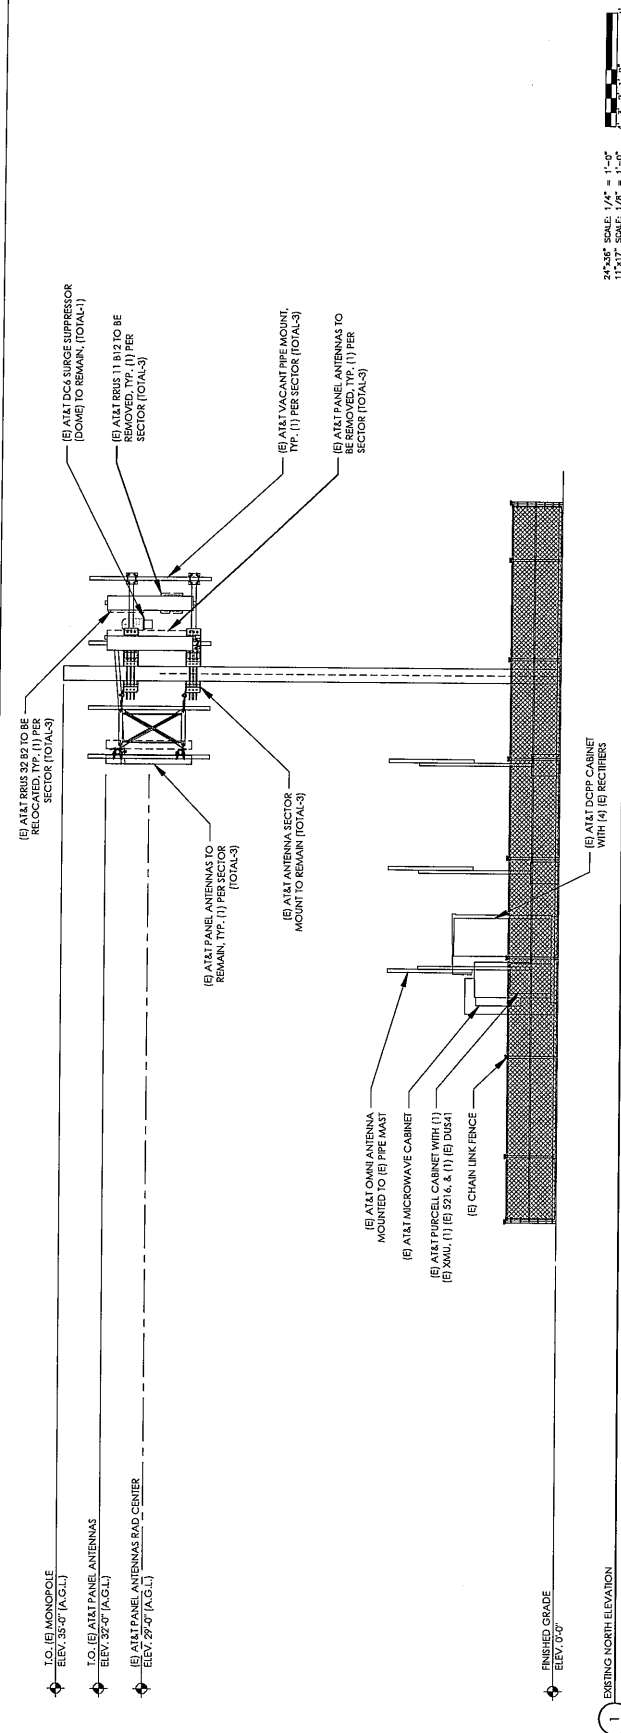 (E) AT&T RRUS 32 B2 TO BE
RELOCATED, TYP. (1) PER
SECTOR (TOTAL-3)
(E) AT&T DC6 SURGE SUPPRESSOR
(DOME) TO REMAIN, (TOTAL-1)
(E) AT&T RRUS 11 B12 TO BE
REMOVED, TYP. (1) PER
SECTOR (TOTAL-3)
(E) AT&T VACANT PIPE MOUNT,
TYP. (1) PER SECTOR (TOTAL-3)
(E) AT&T PANEL ANTENNAS TO
BE REMOVED, TYP. (1) PER
SECTOR (TOTAL-3)
(E) AT&T PANEL ANTENNAS TO
REMAIN, TYP. (1) PER SECTOR
(TOTAL-3)
(E) AT&T ANTENNA SECTOR
MOUNT TO REMAIN (TOTAL-3)
(E) AT&T OMNI ANTENNA
MOUNTED TO (E) PIPE MAST
(E) AT&T MICROWAVE CABINET
(E) AT&T PURCELL CABINET WITH (1)
(E) XMU, (1) (E) 5216, & (1) (E) DUS41
(E) CHAIN LINK FENCE
(E) AT&T DCPP CABINET
WITH (4) (E) RECTIFIERS
T.O. (E) MONOPOLE
ELEV. 35'-0" (A.G.L.)
T.O. (E) AT&T PANEL ANTENNAS
ELEV. 32'-0" (A.G.L.)
(E) AT&T PANEL ANTENNAS RAD CENTER
ELEV. 29'-0" (A.G.L.)
FINISHED GRADE
ELEV. 0'-0"
1
EXISTING NORTH ELEVATION
24"x36" SCALE: 1/4" = 1'-0"
11"x17" SCALE: 1/8" = 1'-0"